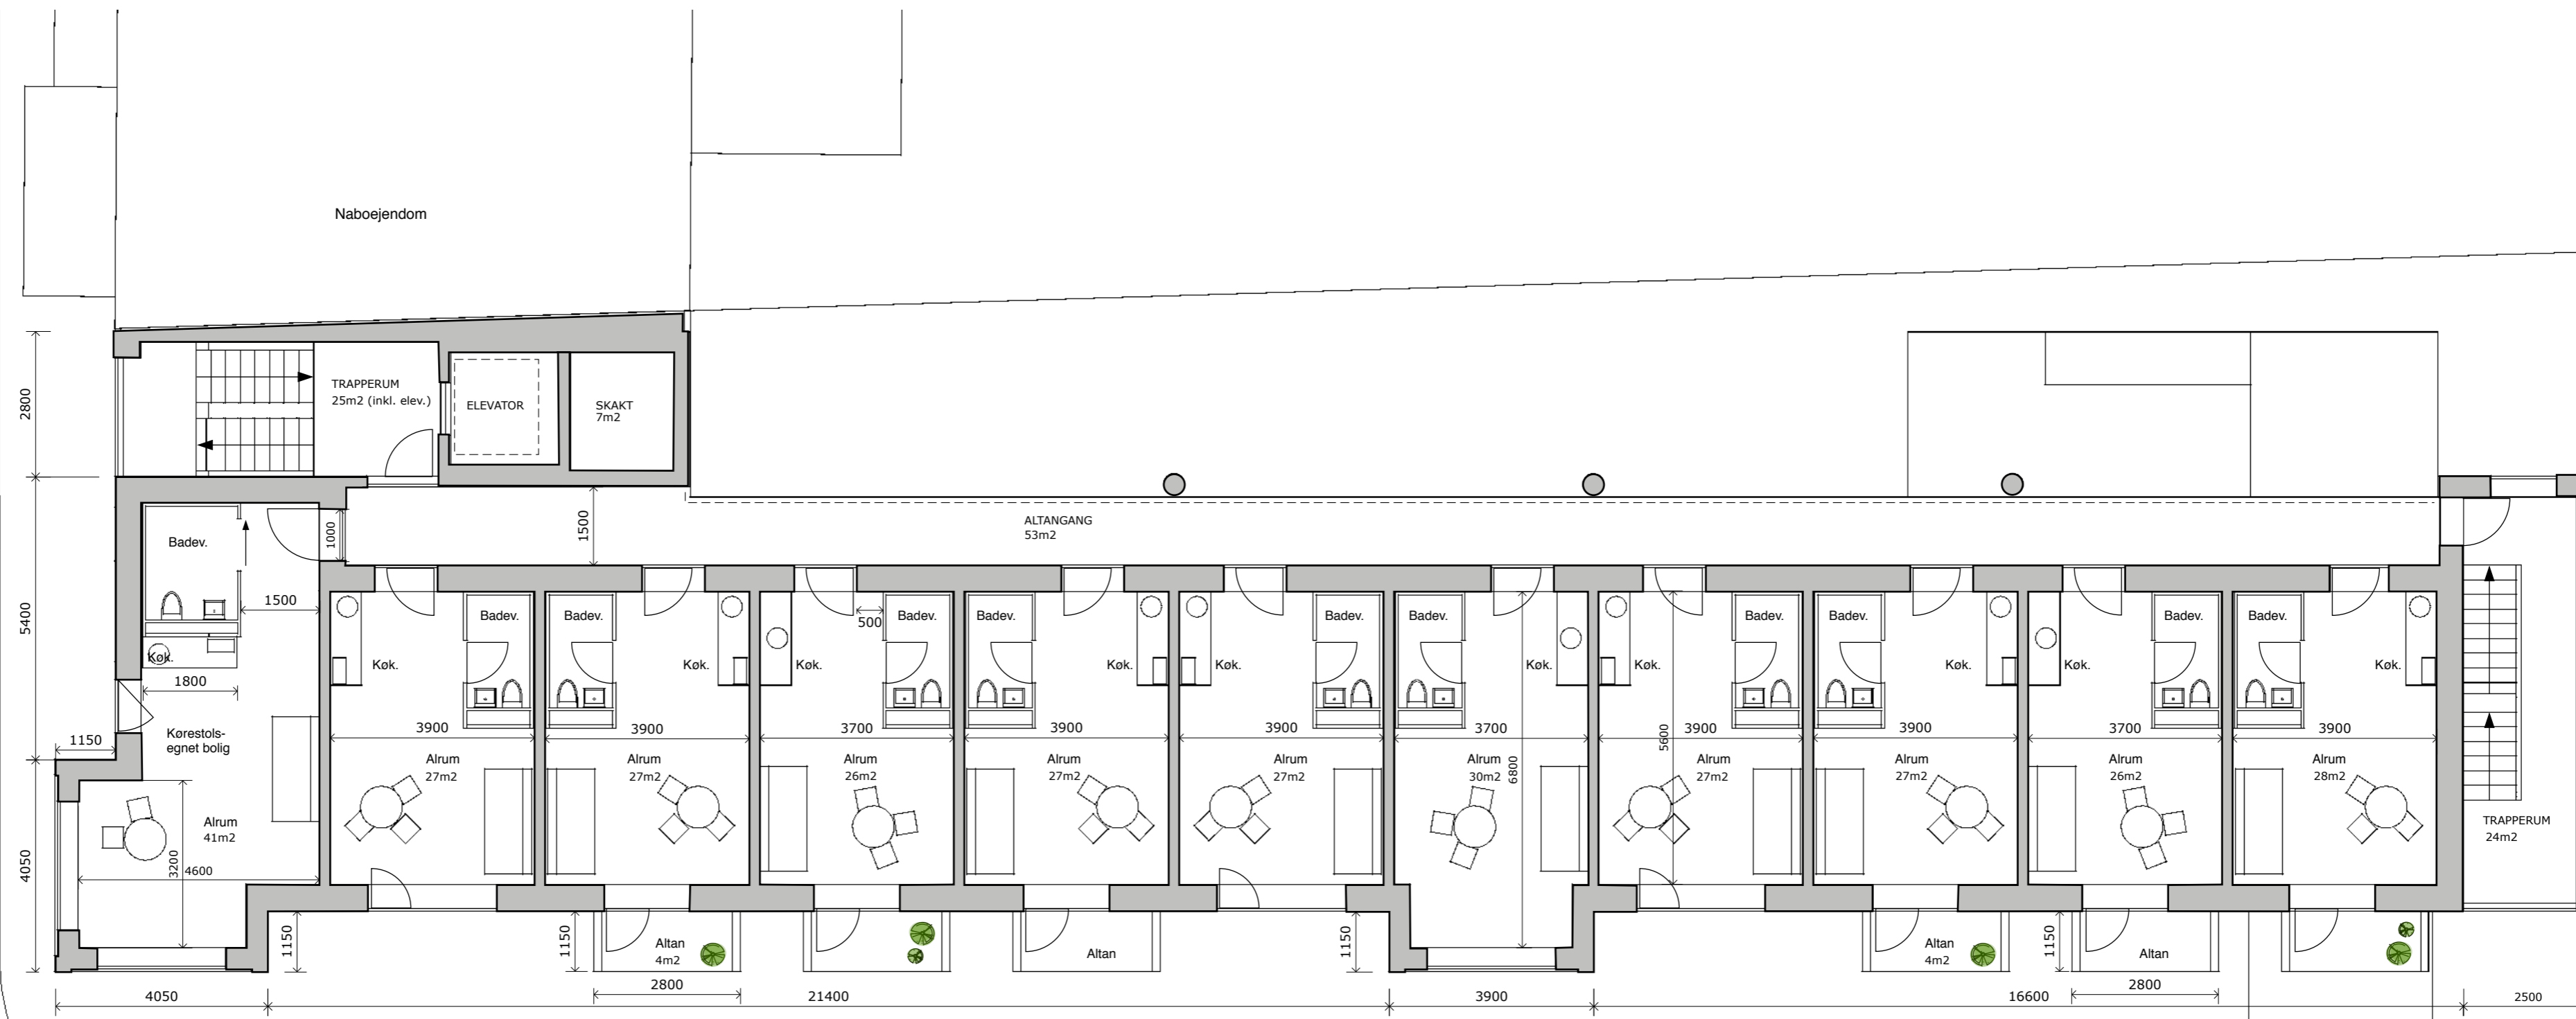 Naboejendom
2800
5400
4050
TRAPPERUM
25m2 (inkl. elev.)
ELEVATOR
SKAKT
7m2
1500
1000
ALTANGANG
53m2
Badev.
1500
Køk.
1800
Kørestols-
egnet bolig
1150
Alrum
41m2
3200
4600
Badev.
Køk.
3900
Alrum
27m2
Badev.
Køk.
3900
Alrum
27m2
500
Badev.
Køk.
3700
Alrum
26m2
Badev.
Køk.
3900
Alrum
27m2
Badev.
Køk.
3900
Alrum
27m2
Badev.
Køk.
3700
Alrum
30m2
6800
Badev.
Køk.
5600
3900
Alrum
27m2
Badev.
Køk.
3900
Alrum
27m2
Badev.
Køk.
3700
Alrum
26m2
Badev.
Køk.
3900
Alrum
28m2
TRAPPERUM
24m2
1150
1150
Altan
4m2
Altan
1150
Altan
4m2
1150
Altan
2800
2800
4050
21400
3900
16600
2500